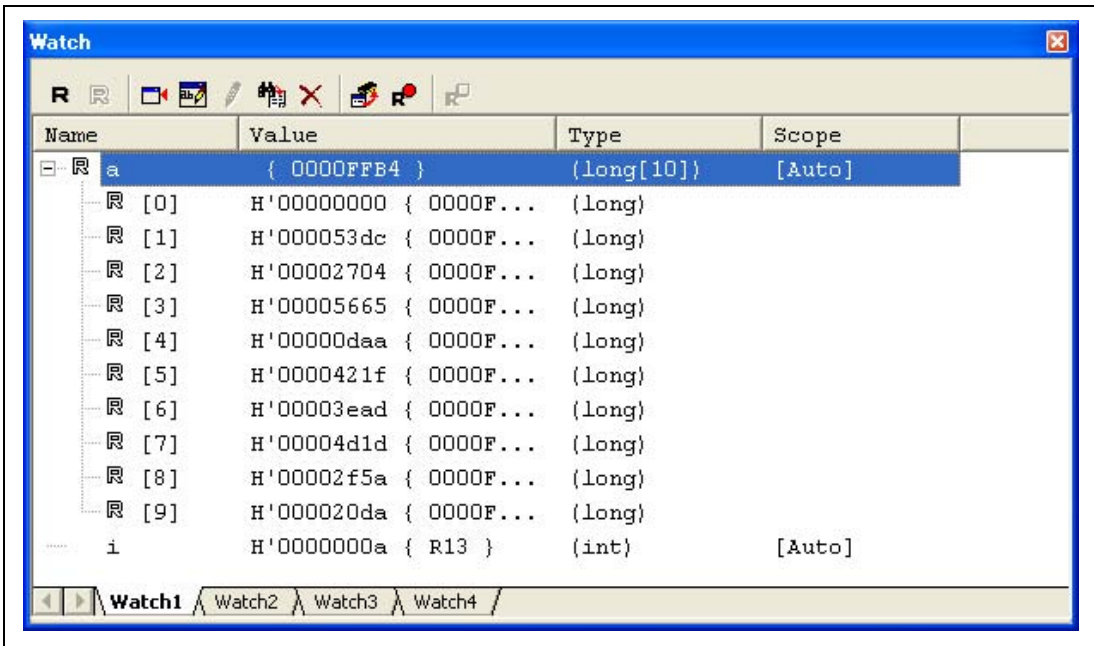 Watch
Name Value Type Scope
a { 0000FFB4 } (long[10]) [Auto]
[0] H'00000000 { 0000F... (long)
[1] H'000053dc { 0000F... (long)
[2] H'00002704 { 0000F... (long)
[3] H'00005665 { 0000F... (long)
[4] H'00000daa { 0000F... (long)
[5] H'0000421f { 0000F... (long)
[6] H'00003ead { 0000F... (long)
[7] H'00004d1d { 0000F... (long)
[8] H'00002f5a { 0000F... (long)
[9] H'000020da { 0000F... (long)
i H'0000000a { R13 } (int) [Auto]
Watch1 Watch2 Watch3 Watch4